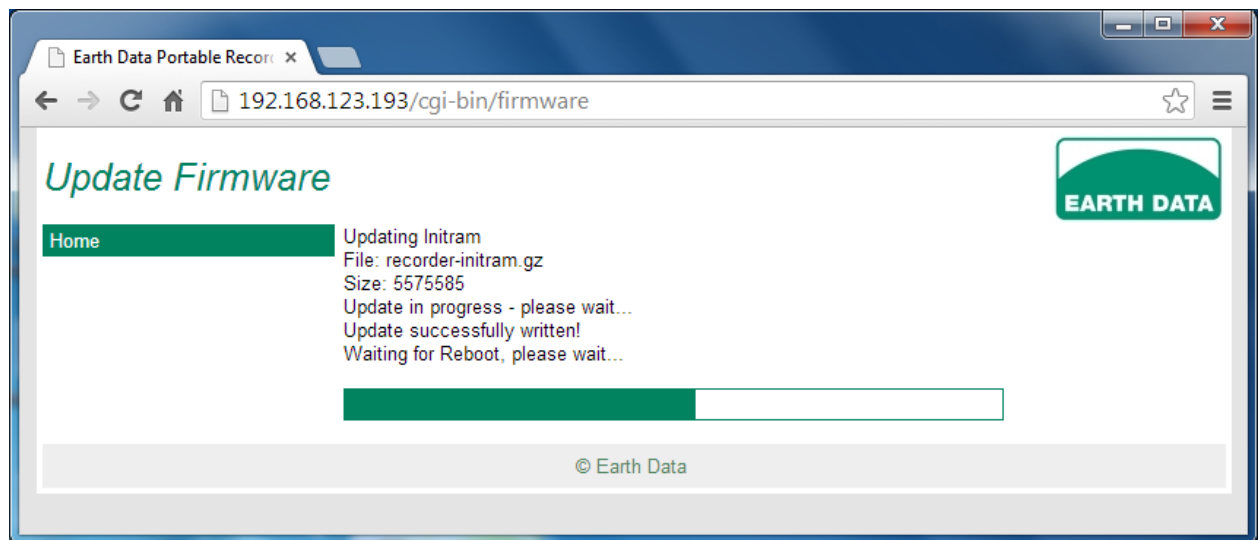 Earth Data Portable Recor
192.168.123.193/cgi-bin/firmware
Update Firmware
EARTH DATA
Home
Updating Initram
File: recorder-initram.gz
Size: 5575585
Update in progress - please wait...
Update successfully written!
Waiting for Reboot, please wait...
© Earth Data